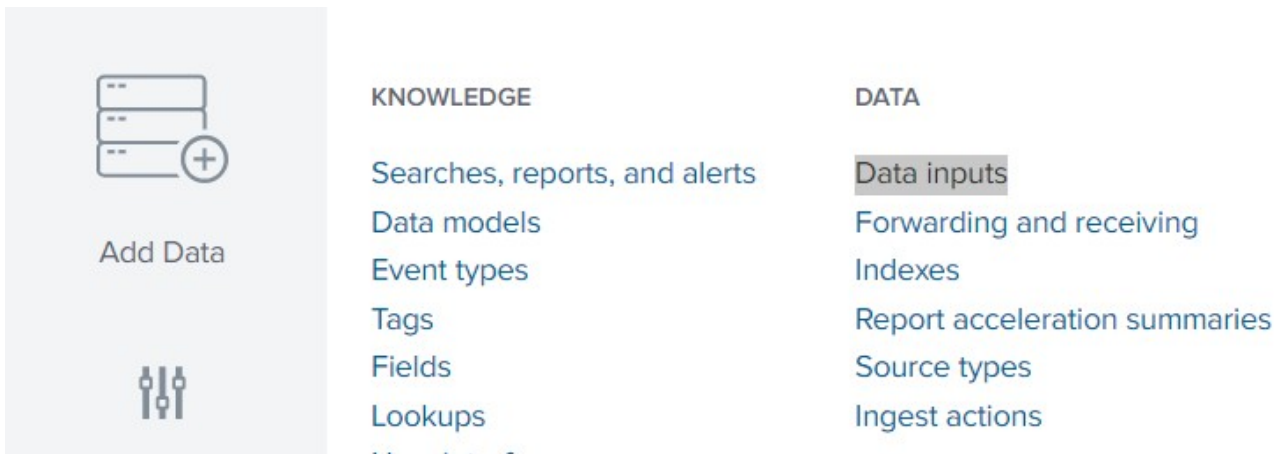 Add Data
KNOWLEDGE
Searches, reports, and alerts
Data models
Event types
Tags
Fields
Lookups
DATA
Data inputs
Forwarding and receiving
Indexes
Report acceleration summaries
Source types
Ingest actions